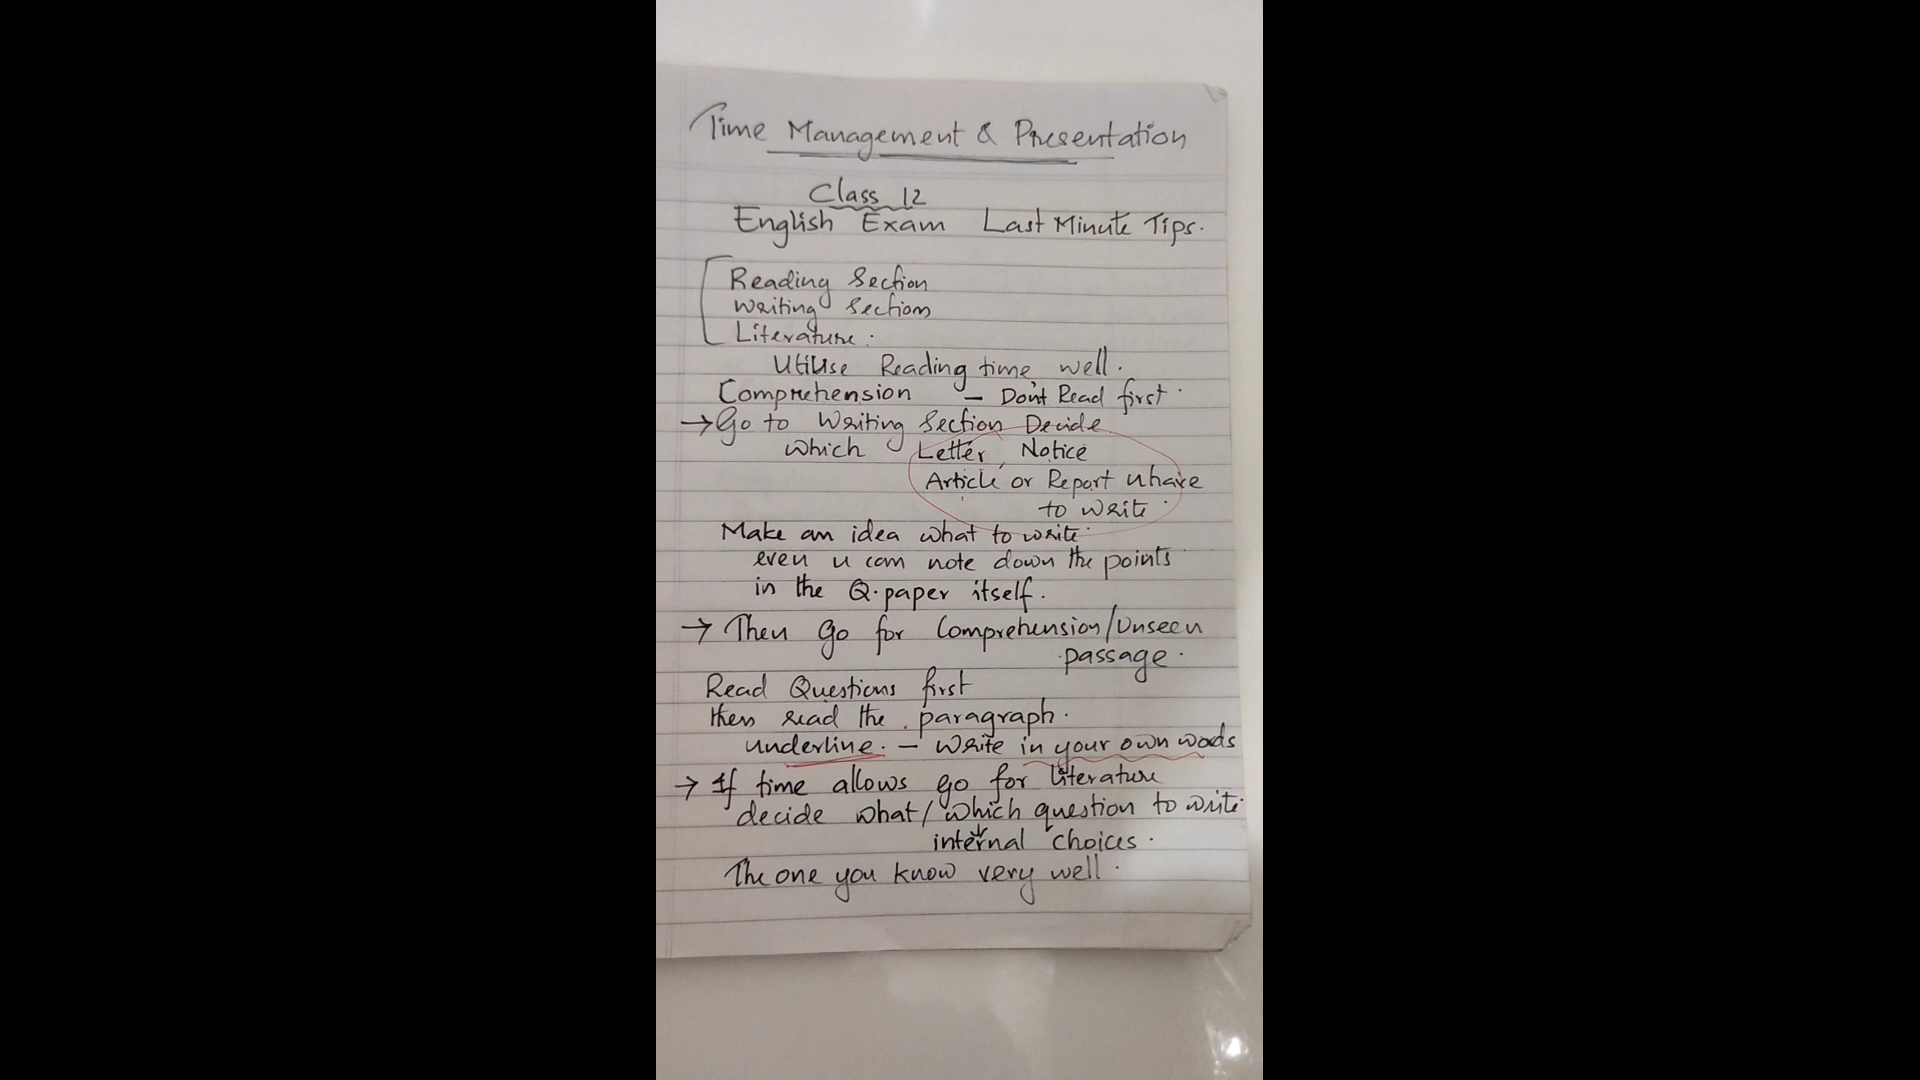 Time Management & Presentation
Class 12
English Exam Last Minute Tips.
Reading Section
Writing Section
Literature.
Utilise Reading time well.
Comprehension - Don't Read first.
→ Go to Writing Section Decide
which Letter, Notice
Article or Report u have
to write.
Make an idea what to write.
even u can note down the points
in the Q.paper itself.
→ Then go for Comprehension/Unseen
passage.
Read Questions first
then read the paragraph.
underline. - Write in your own wods
→ If time allows go for literature
decide what/which question to write.
internal choices.
The one you know very well.